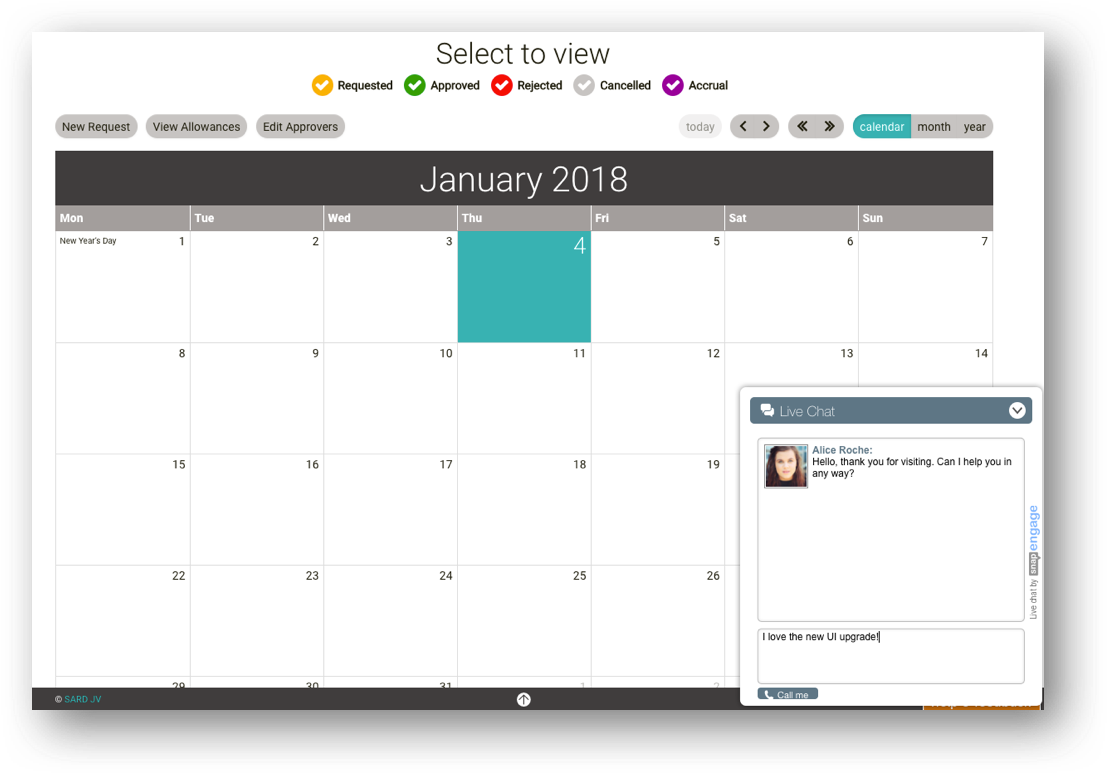 Select to view
Requested Approved Rejected Cancelled Accrual
New Request View Allowances Edit Approvers today calendar month year
January 2018
Mon Tue Wed Thu Fri Sat Sun
New Year's Day 1 2 3 4 5 6 7
8 9 10 11 12 13 14
15 16 17 18 19
22 23 24 25 26
29 30 31 1 2
© SARD JV
Live Chat
Alice Roche:
Hello, thank you for visiting. Can I help you in
any way?
I love the new UI upgrade!
Call me
Live chat by snapengage